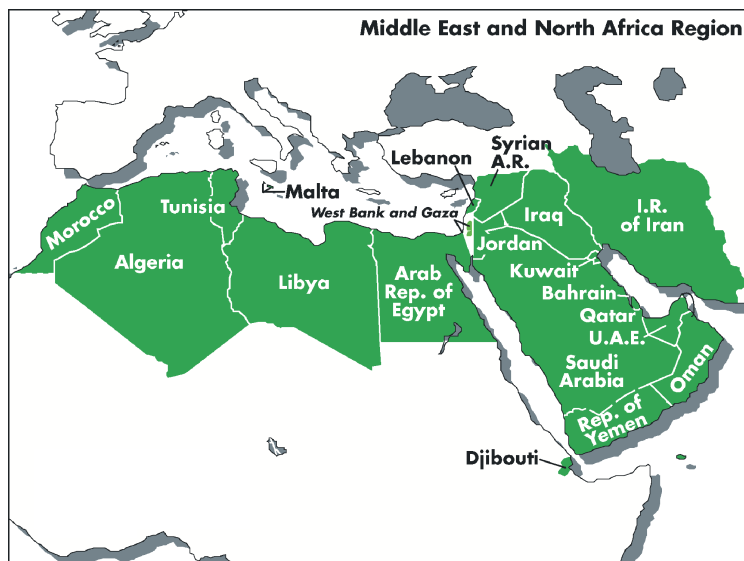 Middle East and North Africa Region
Syrian
A.R.
Lebanon
Malta
West Bank and Gaza
Morocco
Tunisia
Algeria
Libya
Arab
Rep. of
Egypt
Jordan
Iraq
I.R.
of Iran
Kuwait
Bahrain
Qatar
U.A.E.
Saudi
Arabia
Oman
Rep. of
Yemen
Djibouti